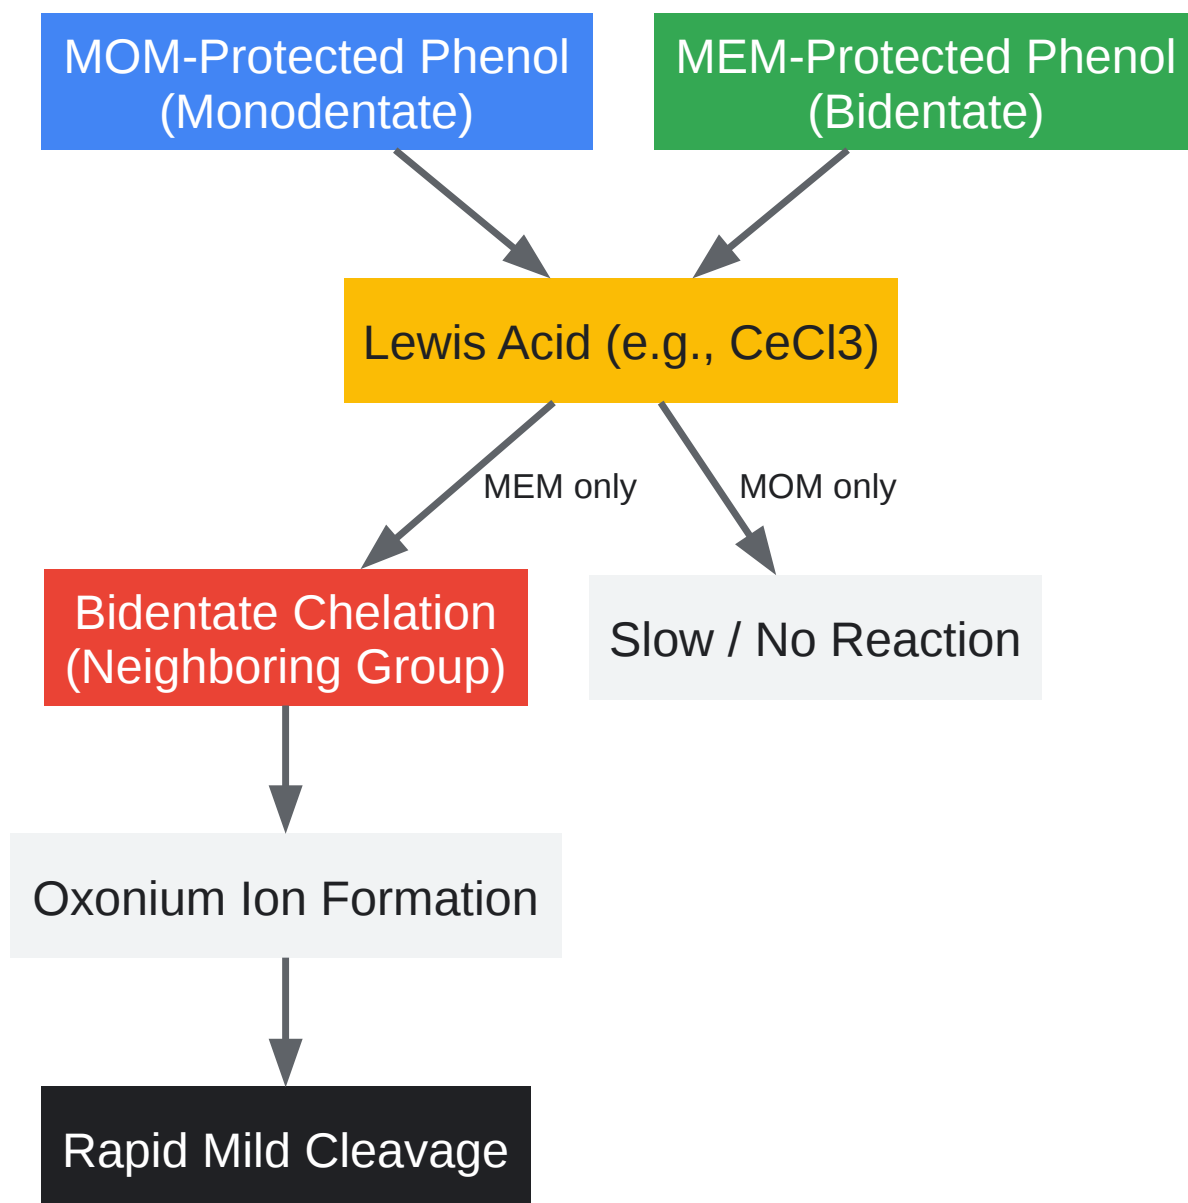 MOM-Protected Phenol
(Monodentate)
MEM-Protected Phenol
(Bidentate)
Lewis Acid (e.g., CeCl3)
MEM only
MOM only
Bidentate Chelation
(Neighboring Group)
Slow / No Reaction
Oxonium Ion Formation
Rapid Mild Cleavage